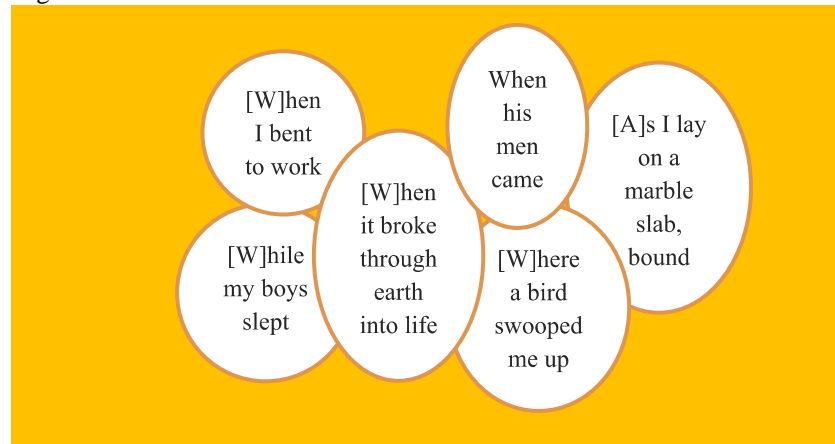 [W]hen
I bent
to work
[W]hile
my boys
slept
[W]hen
it broke
through
earth
into life
When
his
men
came
[W]here
a bird
swooped
me up
[A]s I lay
on a
marble
slab,
bound